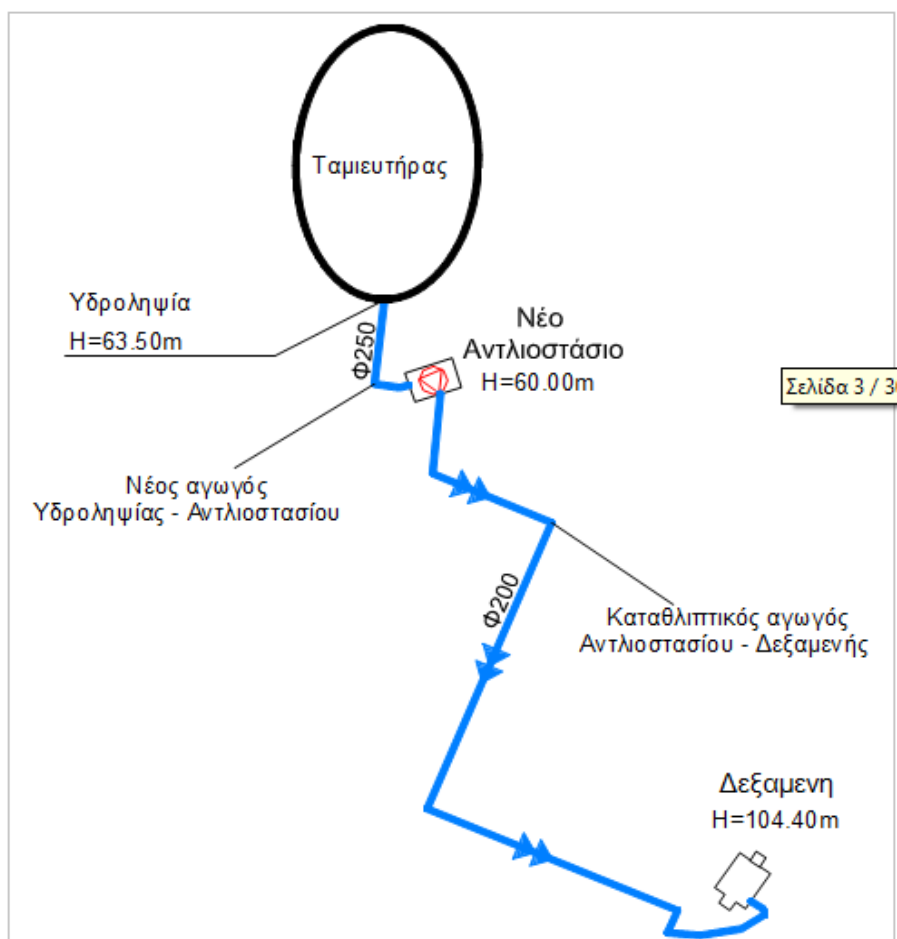 Ταμιευτήρας
Υδροληψία
H=63.50m
Φ250
Νέο
Αντλιοστάσιο
H=60.00m
Σελίδα 3 / 3
Νέος αγωγός
Υδροληψίας - Αντλιοστασίου
Φ200
Καταθλιπτικός αγωγός
Αντλιοστασίου - Δεξαμενής
Δεξαμενη
H=104.40m